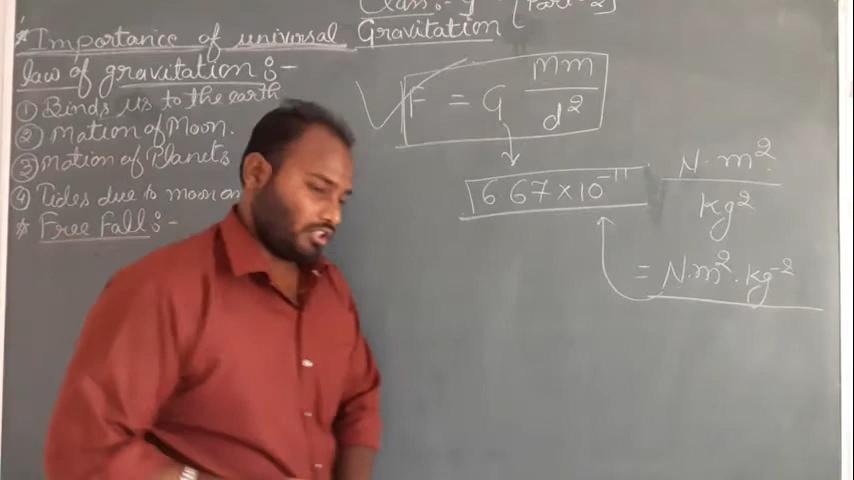 Class:- 9 [Part-2]
Gravitation
* Importance of universal
law of gravitation :-
① Binds us to the earth
② Motion of Moon.
③ Motion of Planets
④ Tides due to moon
* Free Fall :-
F = G Mm / d²
6.67 × 10⁻¹¹ N·m² / kg²
= N·m²·kg⁻²